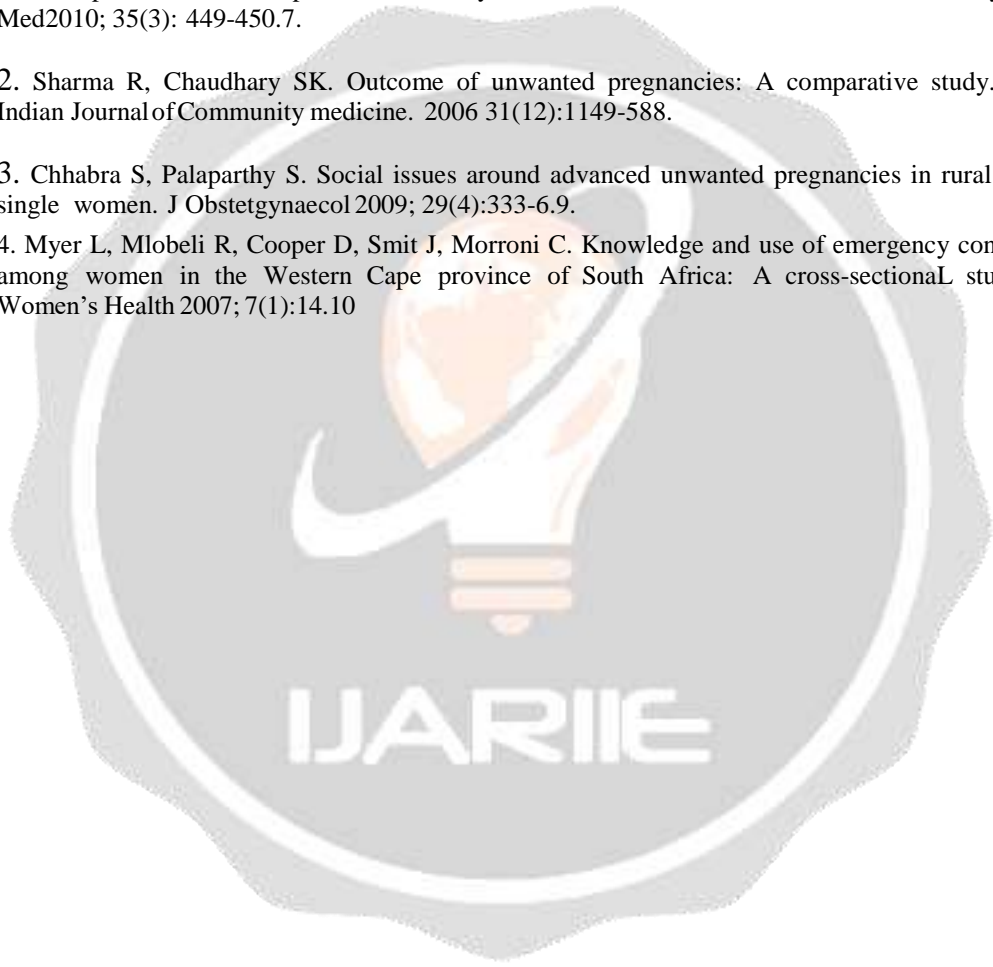 Med2010; 35(3): 449-450.7.
2. Sharma R, Chaudhary SK. Outcome of unwanted pregnancies: A comparative study.
Indian Journal of Community medicine. 2006 31(12):1149-588.
3. Chhabra S, Palaparthy S. Social issues around advanced unwanted pregnancies in rural
single women. J Obstetgynaecol 2009; 29(4):333-6.9.
4. Myer L, Mlobeli R, Cooper D, Smit J, Morroni C. Knowledge and use of emergency con
among women in the Western Cape province of South Africa: A cross-sectionaL stu
Women's Health 2007; 7(1):14.10
IJARIIE